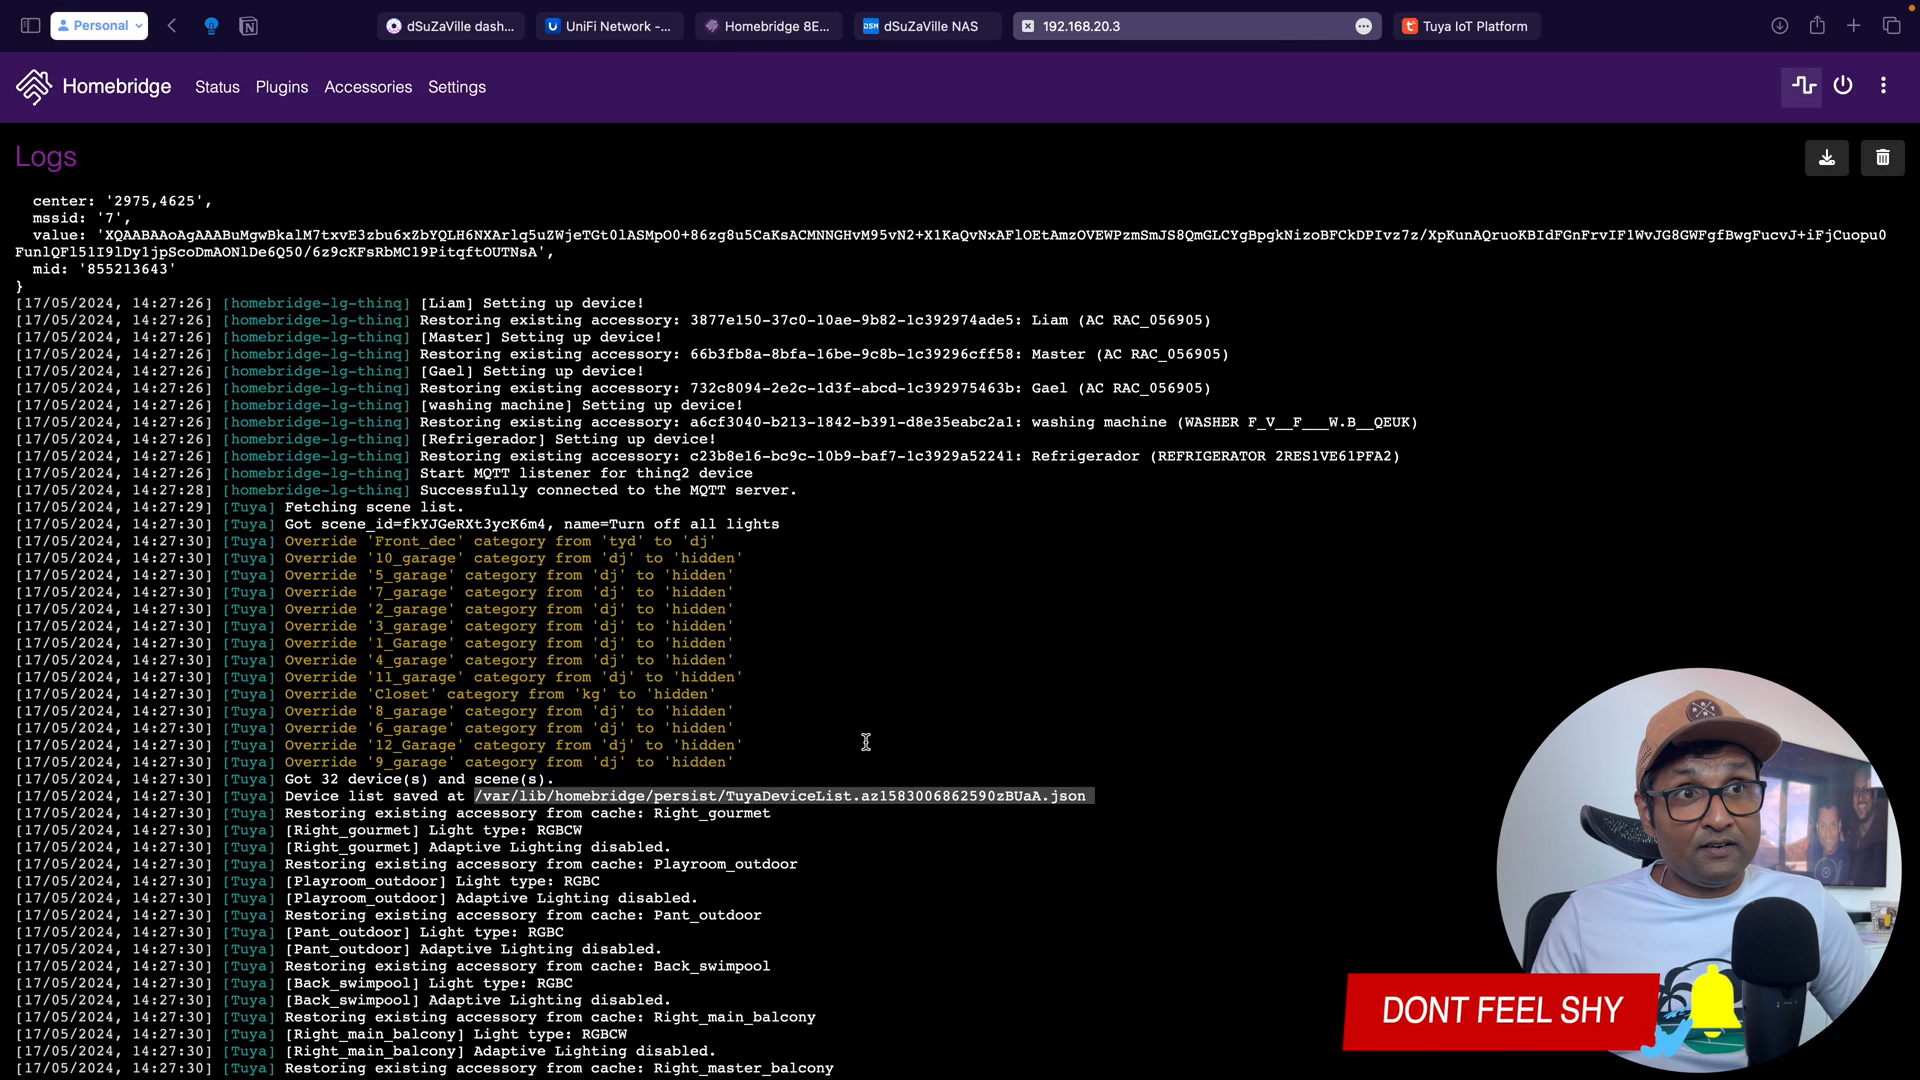 Personal
dSuZaVille dash...
UniFi Network -...
Homebridge 8E...
DSM dSuZaVille NAS
192.168.20.3
Tuya IoT Platform
Homebridge Status Plugins Accessories Settings
Logs
center: '2975,4625',
mssid: '7',
value: 'XQAABAAoAgAAABuMgwBkalM7txvE3zbu6xZbYQLH6NXArlq5uZWjeTGt0lASMpO0+86zg8u5CaKsACMNNGHvM95vN2+X1KaQvNxAFlOEtAmzOVEWPzmSmJS8QmGLCYgBpgkNizoBFCkDPIvz7z/XpKunAQruoKBIdFGnFrvIF1WvJG8GWFgfBwgFucvJ+iFjCuopu0
FunlQFl51I9lDy1jpScoDmAONlDe6Q50/6z9cKFsRbMC19PitqftOUTNsA',
mid: '855213643'
}
[17/05/2024, 14:27:26] [homebridge-lg-thinq] [Liam] Setting up device!
[17/05/2024, 14:27:26] [homebridge-lg-thinq] Restoring existing accessory: 3877e150-37c0-10ae-9b82-1c392974ade5: Liam (AC RAC_056905)
[17/05/2024, 14:27:26] [homebridge-lg-thinq] [Master] Setting up device!
[17/05/2024, 14:27:26] [homebridge-lg-thinq] Restoring existing accessory: 66b3fb8a-8bfa-16be-9c8b-1c39296cff58: Master (AC RAC_056905)
[17/05/2024, 14:27:26] [homebridge-lg-thinq] [Gael] Setting up device!
[17/05/2024, 14:27:26] [homebridge-lg-thinq] Restoring existing accessory: 732c8094-2e2c-1d3f-abcd-1c392975463b: Gael (AC RAC_056905)
[17/05/2024, 14:27:26] [homebridge-lg-thinq] [washing machine] Setting up device!
[17/05/2024, 14:27:26] [homebridge-lg-thinq] Restoring existing accessory: a6cf3040-b213-1842-b391-d8e35eabc2a1: washing machine (WASHER F_V__F___W.B__QEUK)
[17/05/2024, 14:27:26] [homebridge-lg-thinq] [Refrigerador] Setting up device!
[17/05/2024, 14:27:26] [homebridge-lg-thinq] Restoring existing accessory: c23b8e16-bc9c-10b9-baf7-1c3929a52241: Refrigerador (REFRIGERATOR 2RES1VE61PFA2)
[17/05/2024, 14:27:26] [homebridge-lg-thinq] Start MQTT listener for thinq2 device
[17/05/2024, 14:27:28] [homebridge-lg-thinq] Successfully connected to the MQTT server.
[17/05/2024, 14:27:29] [Tuya] Fetching scene list.
[17/05/2024, 14:27:30] [Tuya] Got scene_id=fkYJGeRXt3ycK6m4, name=Turn off all lights
[17/05/2024, 14:27:30] [Tuya] Override 'Front_dec' category from 'tyd' to 'dj'
[17/05/2024, 14:27:30] [Tuya] Override '10_garage' category from 'dj' to 'hidden'
[17/05/2024, 14:27:30] [Tuya] Override '5_garage' category from 'dj' to 'hidden'
[17/05/2024, 14:27:30] [Tuya] Override '7_garage' category from 'dj' to 'hidden'
[17/05/2024, 14:27:30] [Tuya] Override '2_garage' category from 'dj' to 'hidden'
[17/05/2024, 14:27:30] [Tuya] Override '3_garage' category from 'dj' to 'hidden'
[17/05/2024, 14:27:30] [Tuya] Override '1_Garage' category from 'dj' to 'hidden'
[17/05/2024, 14:27:30] [Tuya] Override '4_garage' category from 'dj' to 'hidden'
[17/05/2024, 14:27:30] [Tuya] Override '11_garage' category from 'dj' to 'hidden'
[17/05/2024, 14:27:30] [Tuya] Override 'Closet' category from 'kg' to 'hidden'
[17/05/2024, 14:27:30] [Tuya] Override '8_garage' category from 'dj' to 'hidden'
[17/05/2024, 14:27:30] [Tuya] Override '6_garage' category from 'dj' to 'hidden'
[17/05/2024, 14:27:30] [Tuya] Override '12_Garage' category from 'dj' to 'hidden'
[17/05/2024, 14:27:30] [Tuya] Override '9_garage' category from 'dj' to 'hidden'
[17/05/2024, 14:27:30] [Tuya] Got 32 device(s) and scene(s).
[17/05/2024, 14:27:30] [Tuya] Device list saved at /var/lib/homebridge/persist/TuyaDeviceList.az1583006862590zBUaA.json
[17/05/2024, 14:27:30] [Tuya] Restoring existing accessory from cache: Right_gourmet
[17/05/2024, 14:27:30] [Tuya] [Right_gourmet] Light type: RGBCW
[17/05/2024, 14:27:30] [Tuya] [Right_gourmet] Adaptive Lighting disabled.
[17/05/2024, 14:27:30] [Tuya] Restoring existing accessory from cache: Playroom_outdoor
[17/05/2024, 14:27:30] [Tuya] [Playroom_outdoor] Light type: RGBC
[17/05/2024, 14:27:30] [Tuya] [Playroom_outdoor] Adaptive Lighting disabled.
[17/05/2024, 14:27:30] [Tuya] Restoring existing accessory from cache: Pant_outdoor
[17/05/2024, 14:27:30] [Tuya] [Pant_outdoor] Light type: RGBC
[17/05/2024, 14:27:30] [Tuya] [Pant_outdoor] Adaptive Lighting disabled.
[17/05/2024, 14:27:30] [Tuya] Restoring existing accessory from cache: Back_swimpool
[17/05/2024, 14:27:30] [Tuya] [Back_swimpool] Light type: RGBC
[17/05/2024, 14:27:30] [Tuya] [Back_swimpool] Adaptive Lighting disabled.
[17/05/2024, 14:27:30] [Tuya] Restoring existing accessory from cache: Right_main_balcony
[17/05/2024, 14:27:30] [Tuya] [Right_main_balcony] Light type: RGBCW
[17/05/2024, 14:27:30] [Tuya] [Right_main_balcony] Adaptive Lighting disabled.
[17/05/2024, 14:27:30] [Tuya] Restoring existing accessory from cache: Right_master_balcony
DONT FEEL SHY